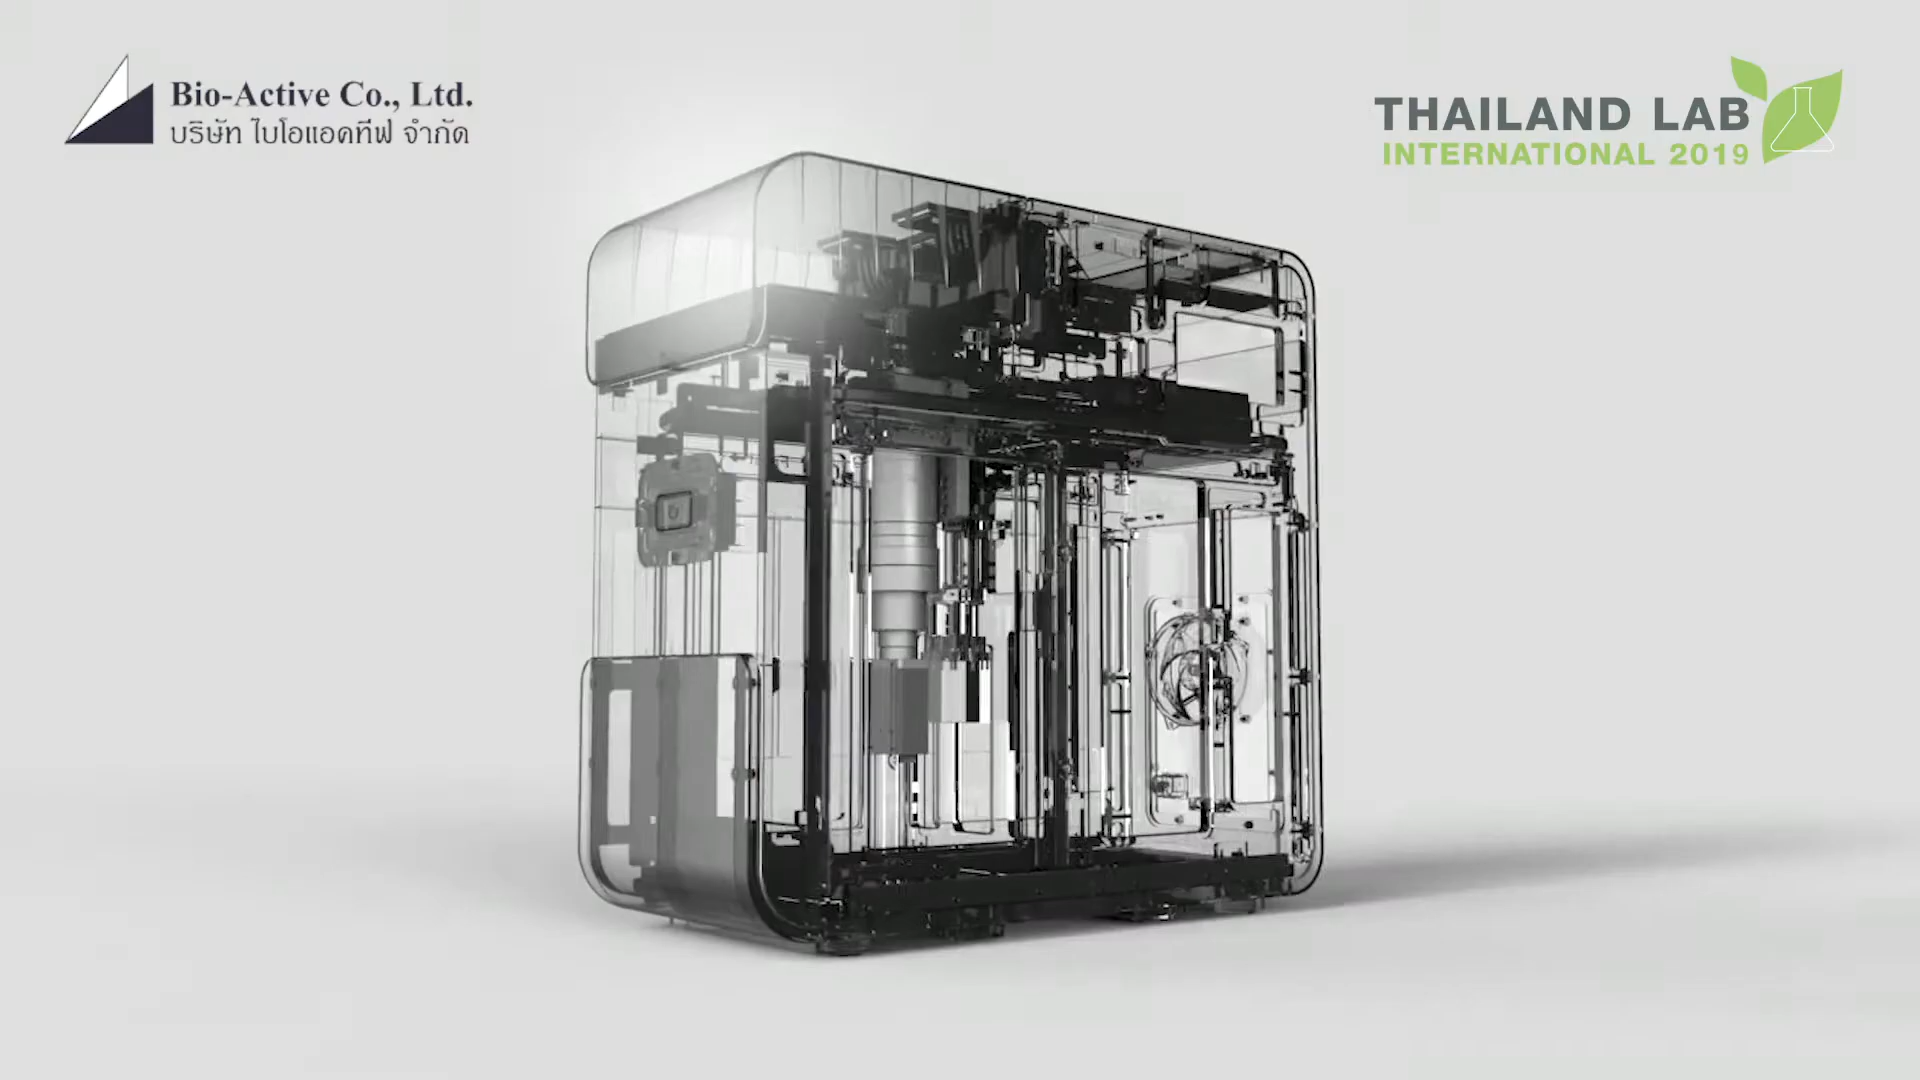 Bio-Active Co., Ltd.
บริษัท ไบโอแอคทีฟ จำกัด
THAILAND LAB
INTERNATIONAL 2019